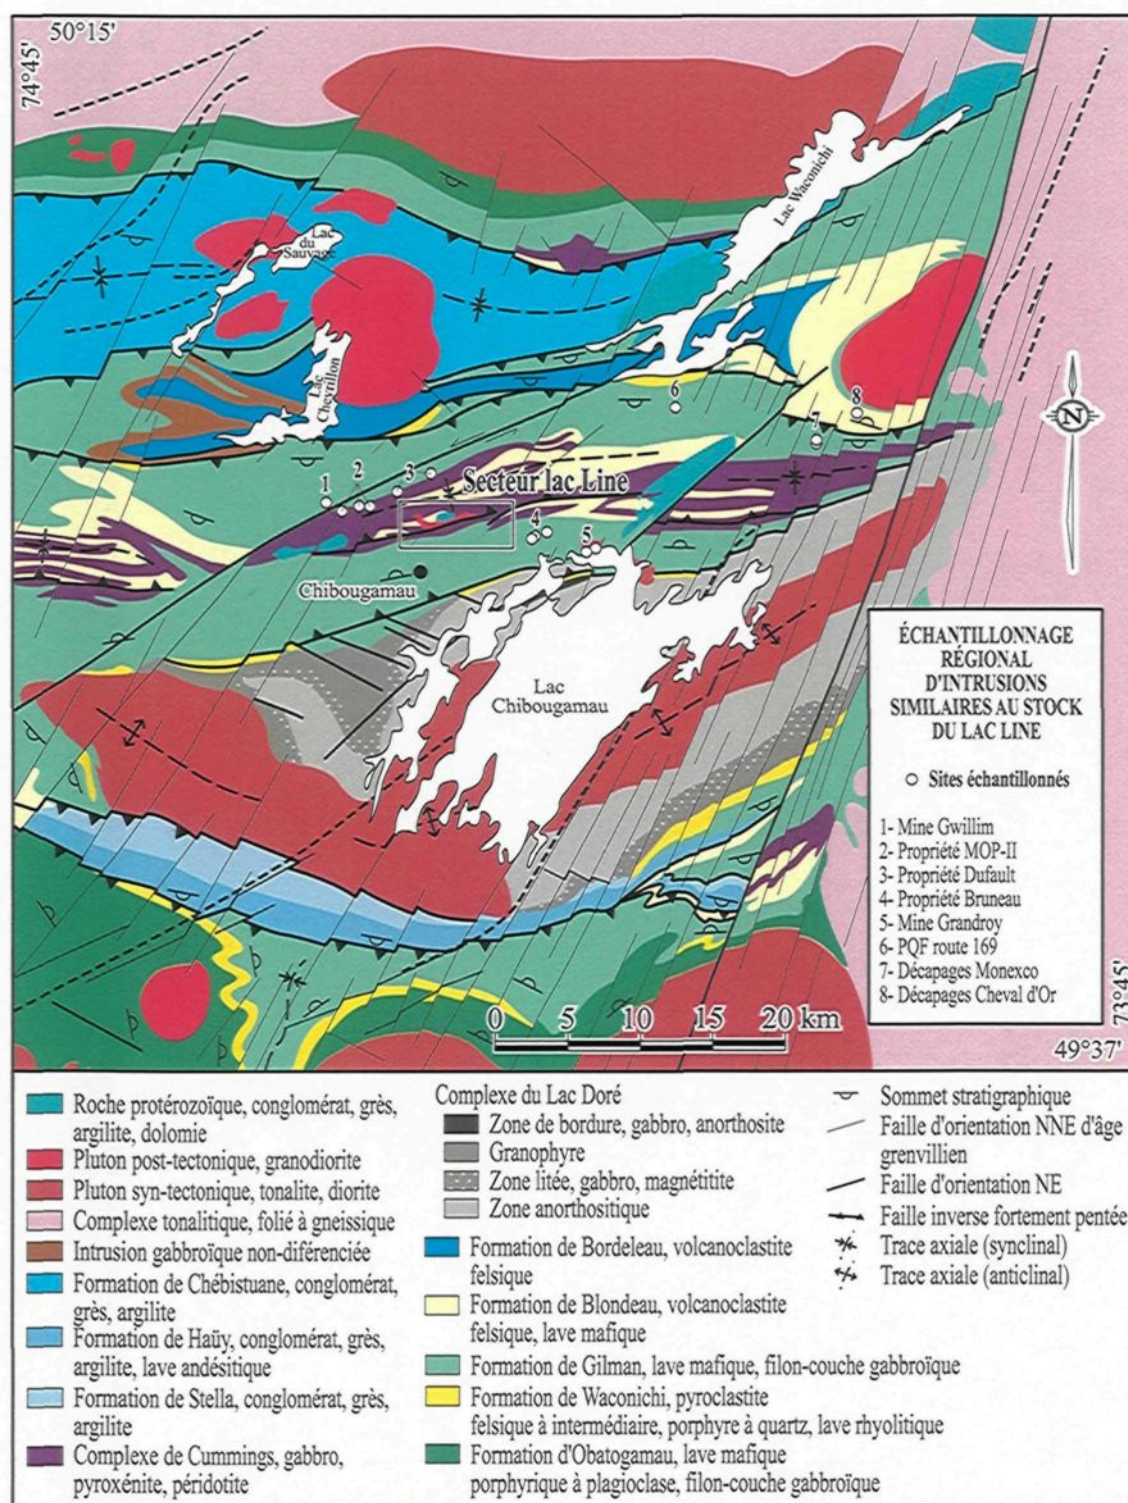 50°15'
74°45'
Lac Waconichi
Lac
du
Sauvage
Lac
Chevrillon
6
8
7
N
1
2
3
Secteur lac Line
4
5
Chibougamau
Lac
Chibougamau
ÉCHANTILLONNAGE
RÉGIONAL
D'INTRUSIONS
SIMILAIRES AU STOCK
DU LAC LINE
Sites échantillonnés
1- Mine Gwillim
2- Propriété MOP-II
3- Propriété Dufault
4- Propriété Bruneau
5- Mine Grandroy
6- PQF route 169
7- Décapages Monexco
8- Décapages Cheval d'Or
73°45'
0 5 10 15 20 km
49°37'
Roche protérozoïque, conglomérat, grès,
argilite, dolomie
Pluton post-tectonique, granodiorite
Pluton syn-tectonique, tonalite, diorite
Complexe tonalitique, folié à gneissique
Intrusion gabbroïque non-diférenciée
Formation de Chébistuane, conglomérat,
grès, argilite
Formation de Haüy, conglomérat, grès,
argilite, lave andésitique
Formation de Stella, conglomérat, grès,
argilite
Complexe de Cummings, gabbro,
pyroxénite, péridotite
Complexe du Lac Doré
Zone de bordure, gabbro, anorthosite
Granophyre
Zone litée, gabbro, magnétitite
Zone anorthositique
Formation de Bordeleau, volcanoclastite
felsique
Formation de Blondeau, volcanoclastite
felsique, lave mafique
Formation de Gilman, lave mafique, filon-couche gabbroïque
Formation de Waconichi, pyroclastite
felsique à intermédiaire, porphyre à quartz, lave rhyolitique
Formation d'Obatogamau, lave mafique
porphyrique à plagioclase, filon-couche gabbroïque
Sommet stratigraphique
Faille d'orientation NNE d'âge
grenvillien
Faille d'orientation NE
Faille inverse fortement pentée
Trace axiale (synclinal)
Trace axiale (anticlinal)